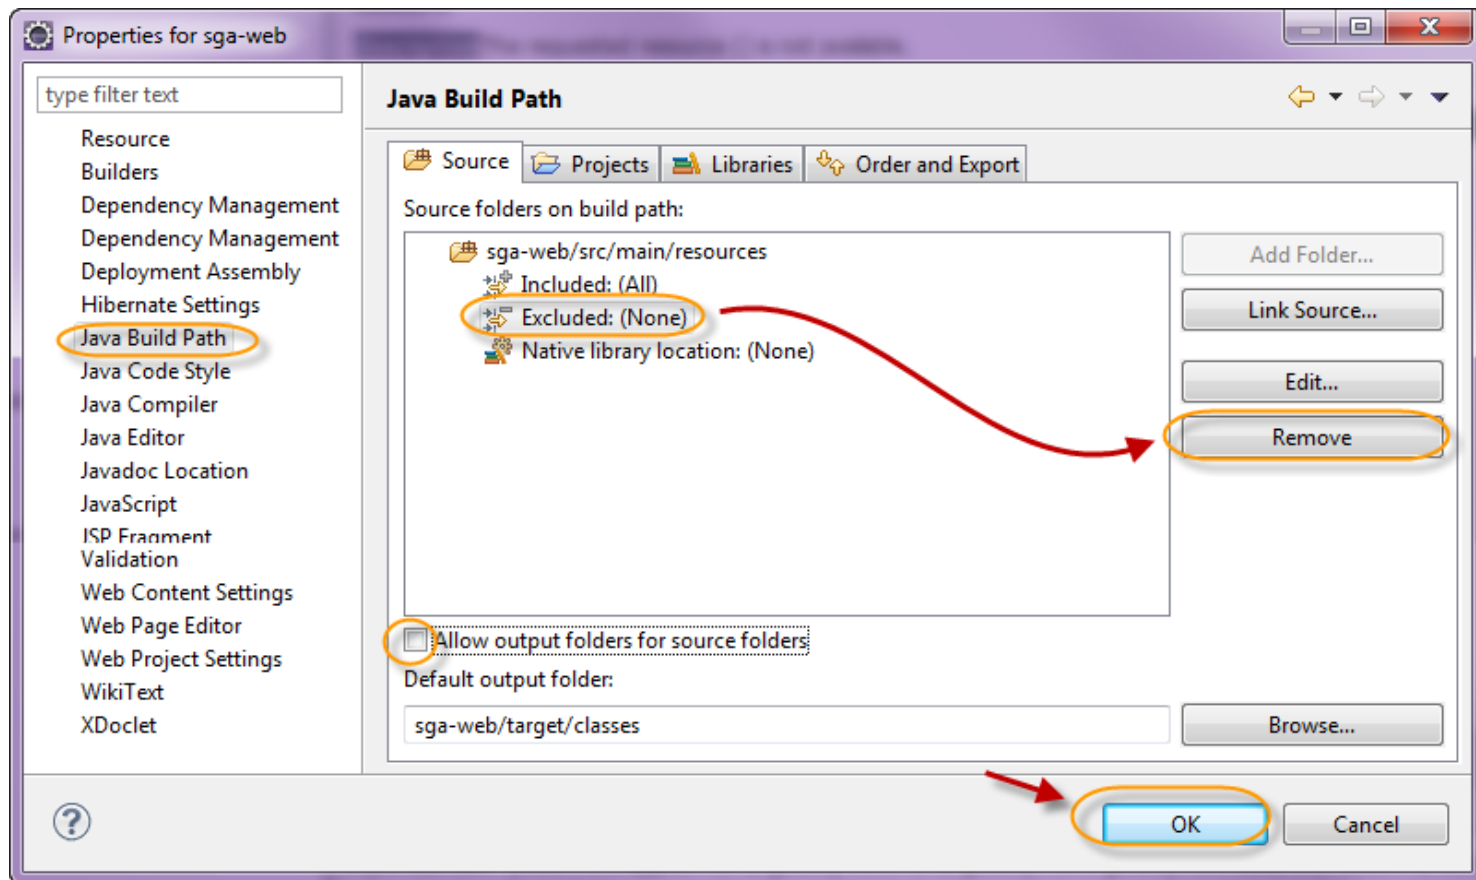 Properties for sga-web
type filter text
Resource
Builders
Dependency Management
Dependency Management
Deployment Assembly
Hibernate Settings
Java Build Path
Java Code Style
Java Compiler
Java Editor
Javadoc Location
JavaScript
JSP Fragment
Validation
Web Content Settings
Web Page Editor
Web Project Settings
WikiText
XDoclet
Java Build Path
Source Projects Libraries Order and Export
Source folders on build path:
sga-web/src/main/resources
Included: (All)
Excluded: (None)
Native library location: (None)
Add Folder...
Link Source...
Edit...
Remove
Allow output folders for source folders
Default output folder:
sga-web/target/classes
Browse...
OK Cancel